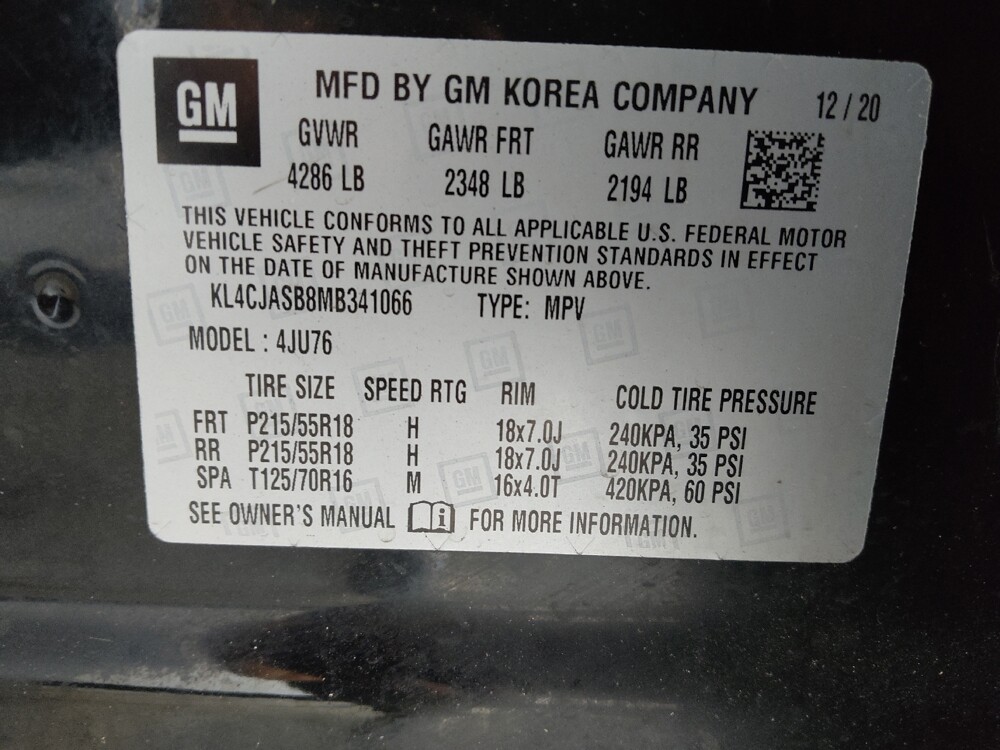 GM
MFD BY GM KOREA COMPANY 12 / 20
GVWR GAWR FRT GAWR RR
4286 LB 2348 LB 2194 LB
THIS VEHICLE CONFORMS TO ALL APPLICABLE U.S. FEDERAL MOTOR
VEHICLE SAFETY AND THEFT PREVENTION STANDARDS IN EFFECT
ON THE DATE OF MANUFACTURE SHOWN ABOVE.
KL4CJASB8MB341066 TYPE: MPV
MODEL : 4JU76
TIRE SIZE SPEED RTG RIM COLD TIRE PRESSURE
FRT P215/55R18 H 18x7.0J 240KPA, 35 PSI
RR P215/55R18 H 18x7.0J 240KPA, 35 PSI
SPA T125/70R16 M 16x4.0T 420KPA, 60 PSI
SEE OWNER'S MANUAL i FOR MORE INFORMATION.